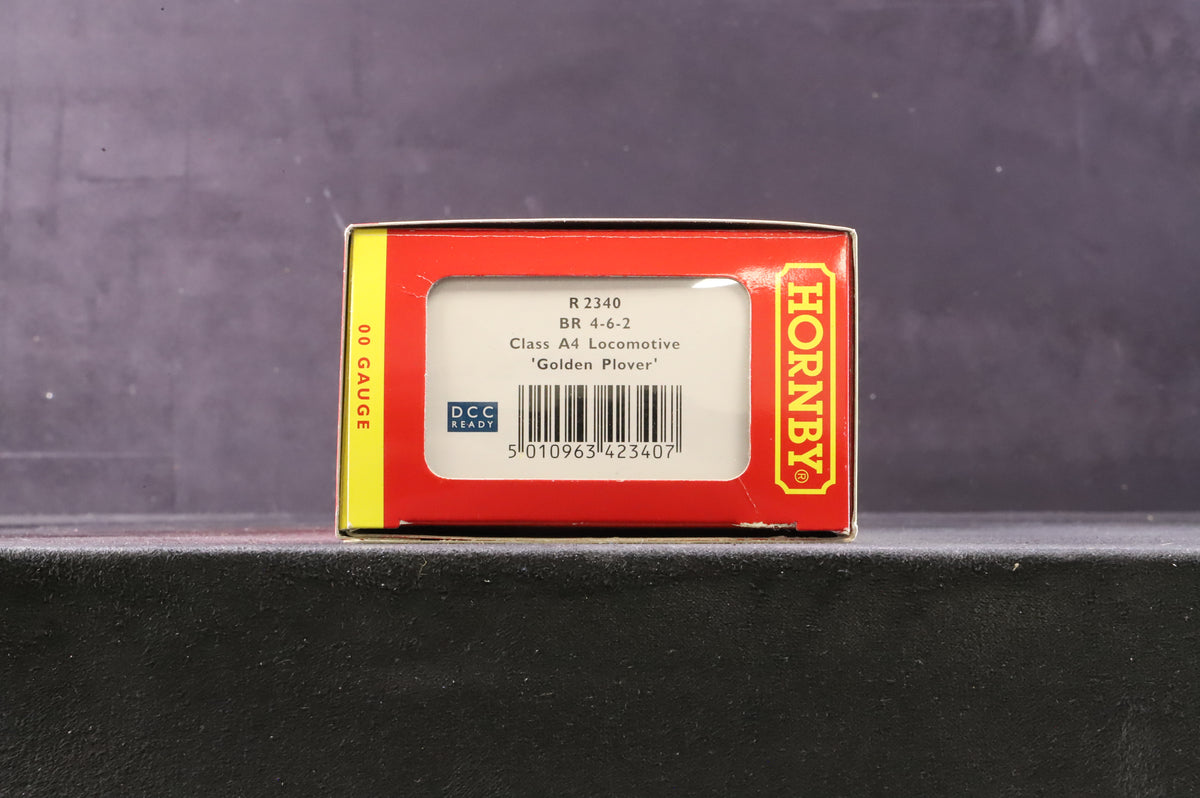 00 GAUGE
R 2340
BR 4-6-2
Class A4 Locomotive
'Golden Plover'
DCC
READY
5 010963 423407
HORNBY®